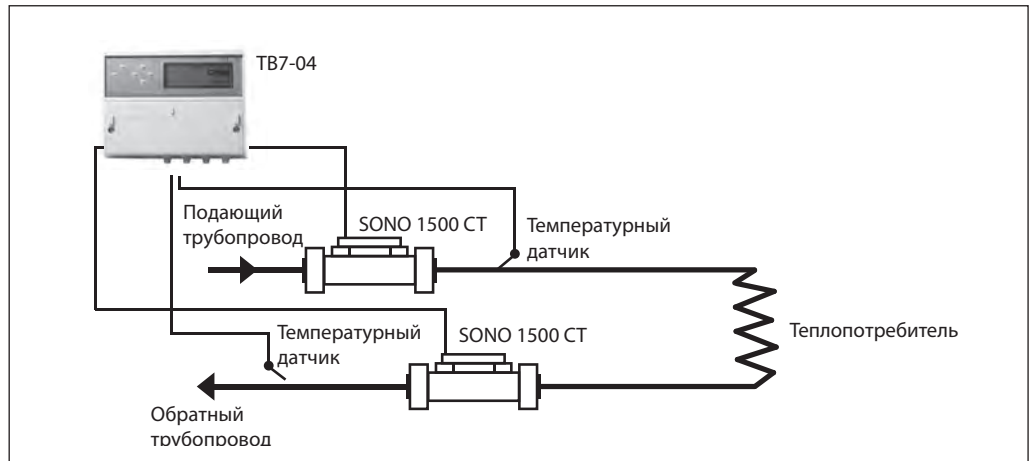 ТВ7-04
Подающий
трубопровод
SONO 1500 CT
Температурный
датчик
Температурный
датчик
SONO 1500 CT
Теплопотребитель
Обратный
трубопровод